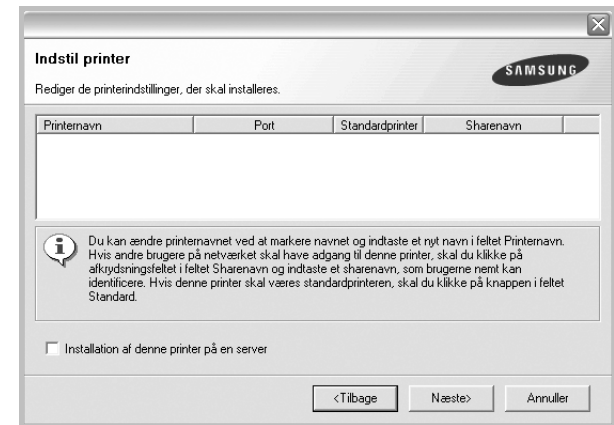 Indstil printer
SAMSUNG
Rediger de printerindstillinger, der skal installeres.
Printernavn Port Standardprinter Sharenavn
Du kan ændre printernavnet ved at markere navnet og indtaste et nyt navn i feltet Printernavn.
Hvis andre brugere på netværket skal have adgang til denne printer, skal du klikke på
afkrydsningsfeltet i feltet Sharenavn og indtaste et sharenavn, som brugerne nemt kan
identificere. Hvis denne printer skal væres standardprinteren, skal du klikke på knappen i feltet
Standard.
Installation af denne printer på en server
<Tilbage Næste> Annuller